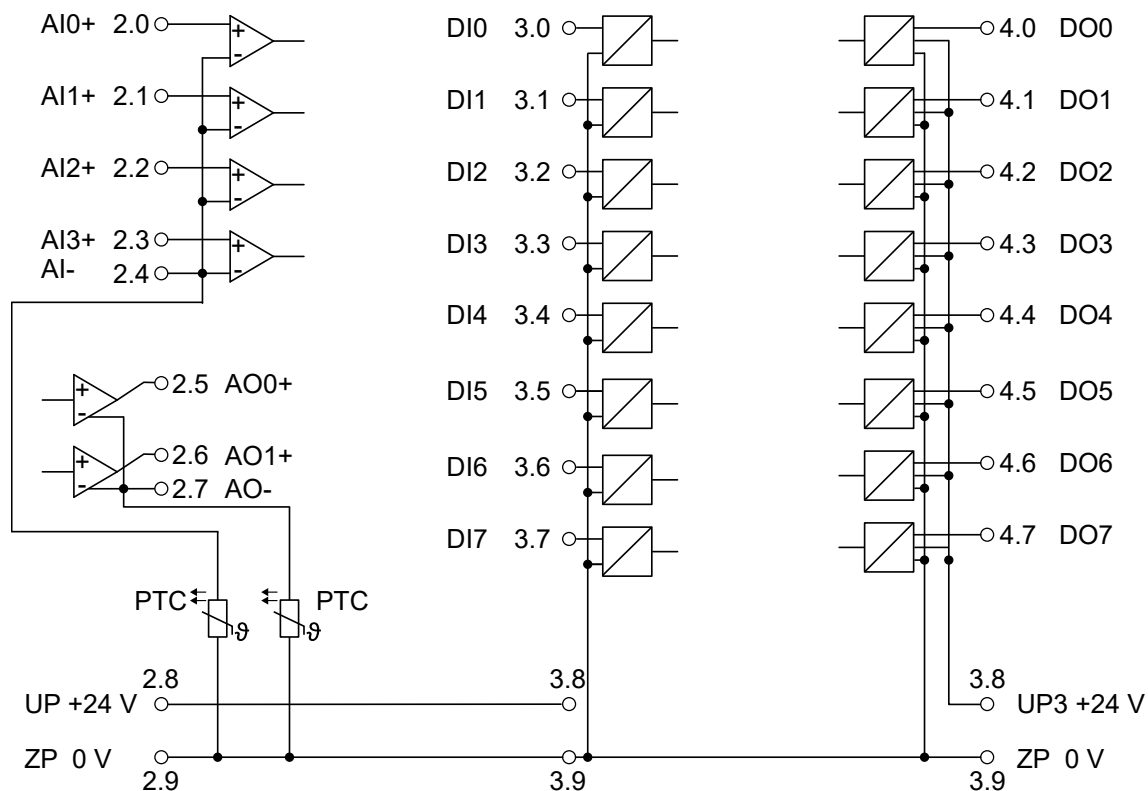 AI0+ 2.0
+
-
DI0 3.0
4.0 DO0
AI1+ 2.1
+
-
DI1 3.1
4.1 DO1
AI2+ 2.2
+
-
DI2 3.2
4.2 DO2
AI3+ 2.3
+
-
DI3 3.3
4.3 DO3
AI- 2.4
DI4 3.4
4.4 DO4
+
-
2.5 AO0+
DI5 3.5
4.5 DO5
+
-
2.6 AO1+
DI6 3.6
4.6 DO6
2.7 AO-
DI7 3.7
4.7 DO7
PTC
ϑ
PTC
ϑ
2.8
3.8
3.8
UP +24 V
UP3 +24 V
ZP 0 V
ZP 0 V
2.9
3.9
3.9